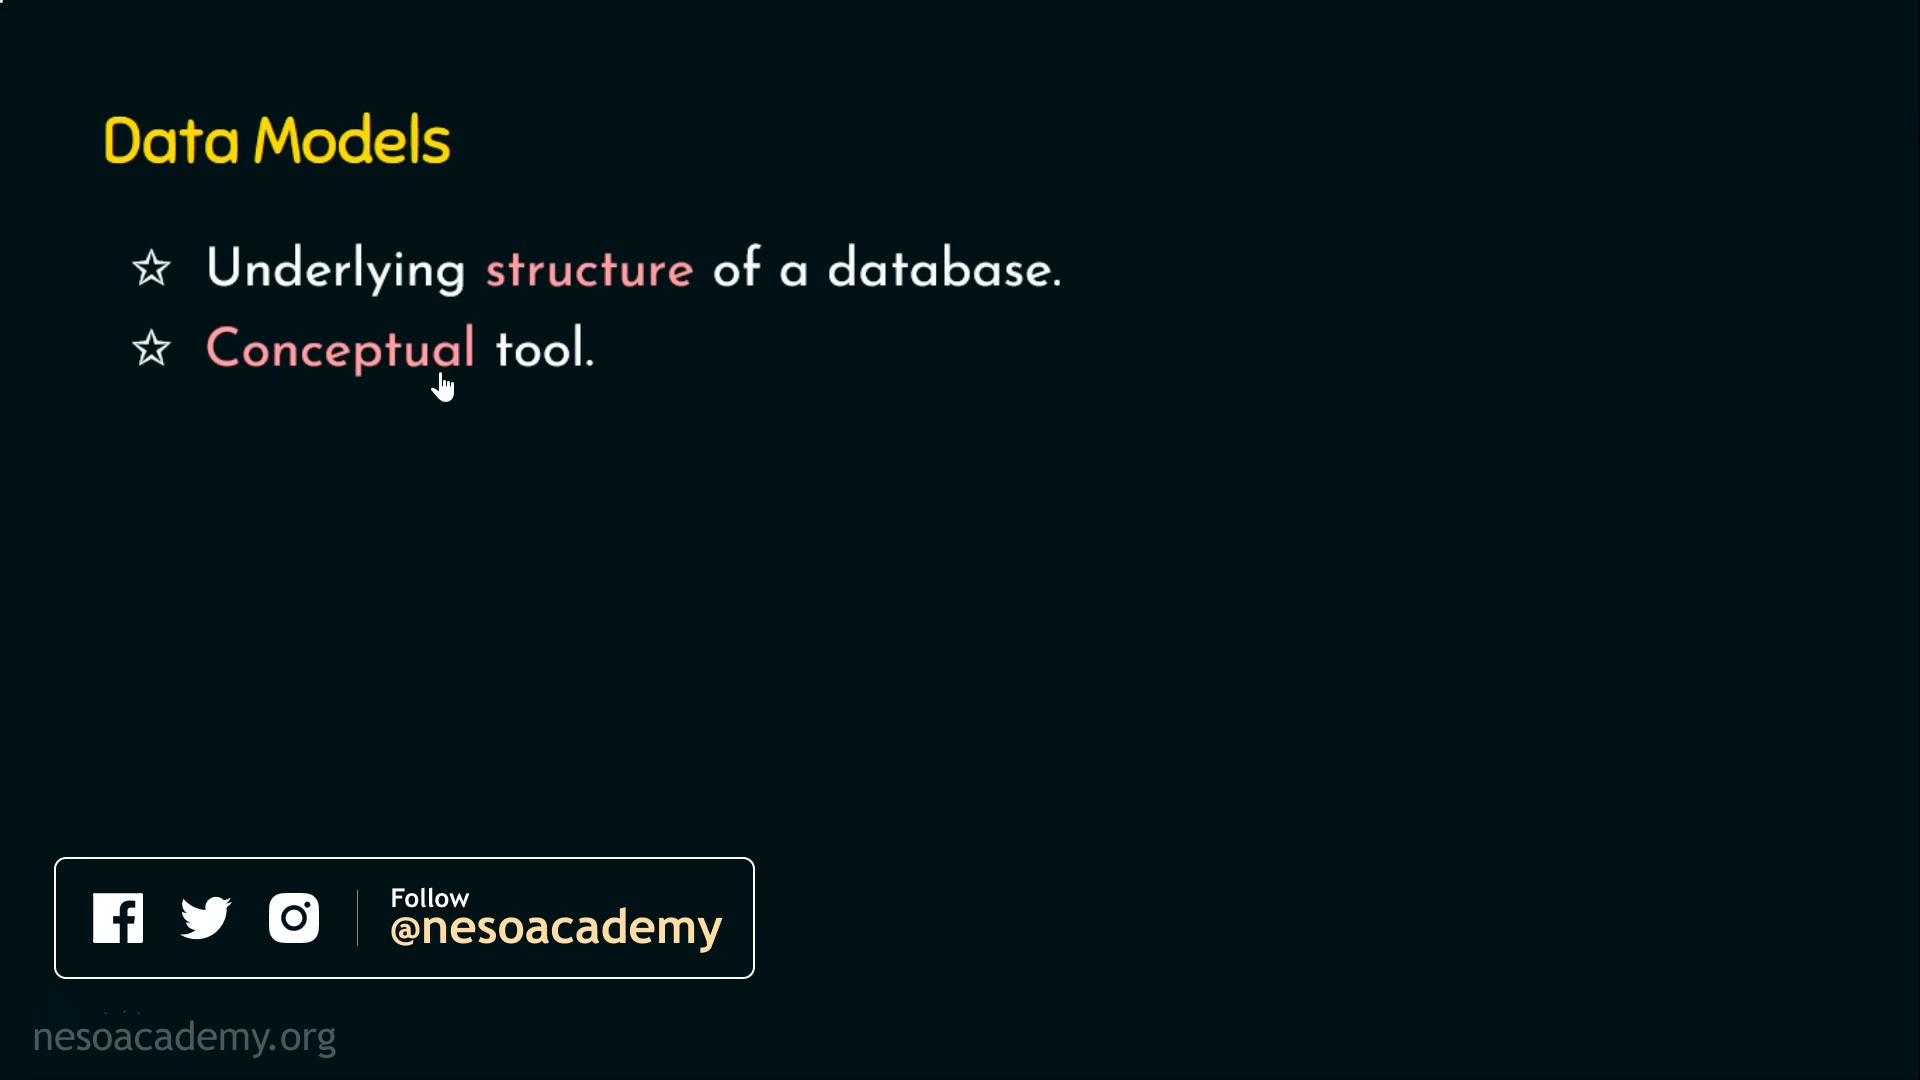 Data Models
☆ Underlying structure of a database.
☆ Conceptual tool.
Follow
@nesoacademy
nesoacademy.org